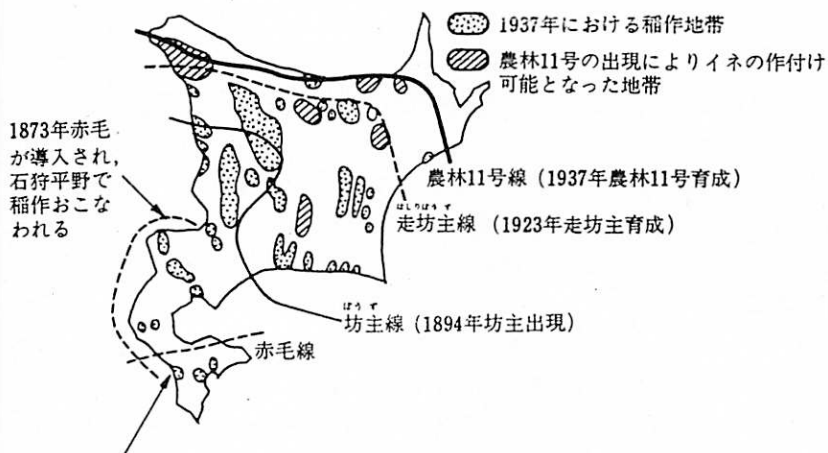 1937年における稲作地帯
農林11号の出現によりイネの作付け
可能となった地帯
1873年赤毛
が導入され,
石狩平野で
稲作おこな
われる
農林11号線(1937年農林11号育成)
はしりぼうず
走坊主線(1923年走坊主育成)
ぼうず
坊主線(1894年坊主出現)
赤毛線